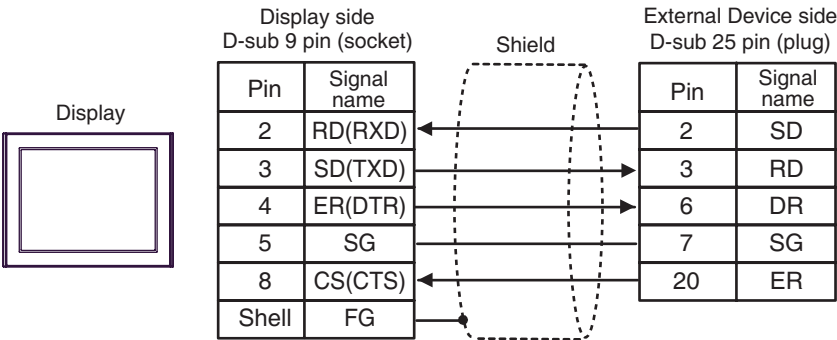 Display side
D-sub 9 pin (socket)
Shield
External Device side
D-sub 25 pin (plug)
Display
Pin Signal name Pin Signal name
2 RD(RXD) 2 SD
3 SD(TXD) 3 RD
4 ER(DTR) 6 DR
5 SG 7 SG
8 CS(CTS) 20 ER
Shell FG